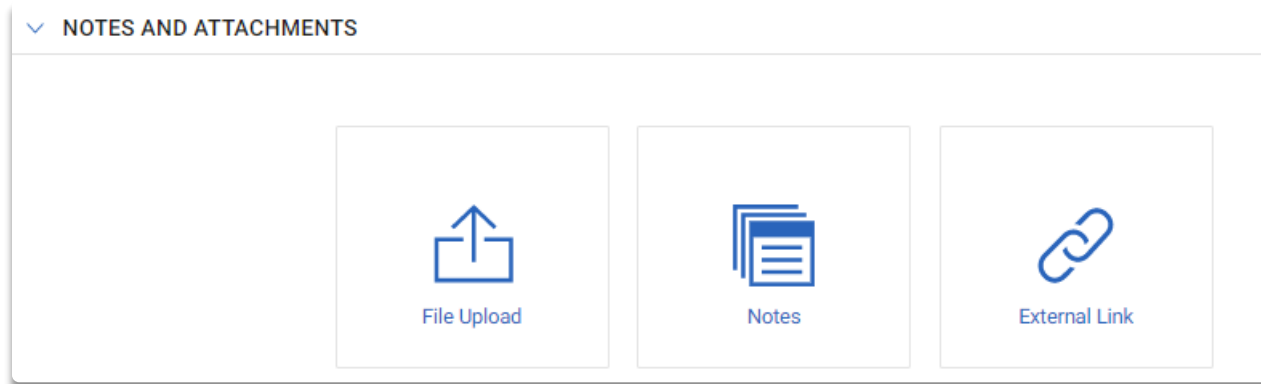 NOTES AND ATTACHMENTS
File Upload
Notes
External Link